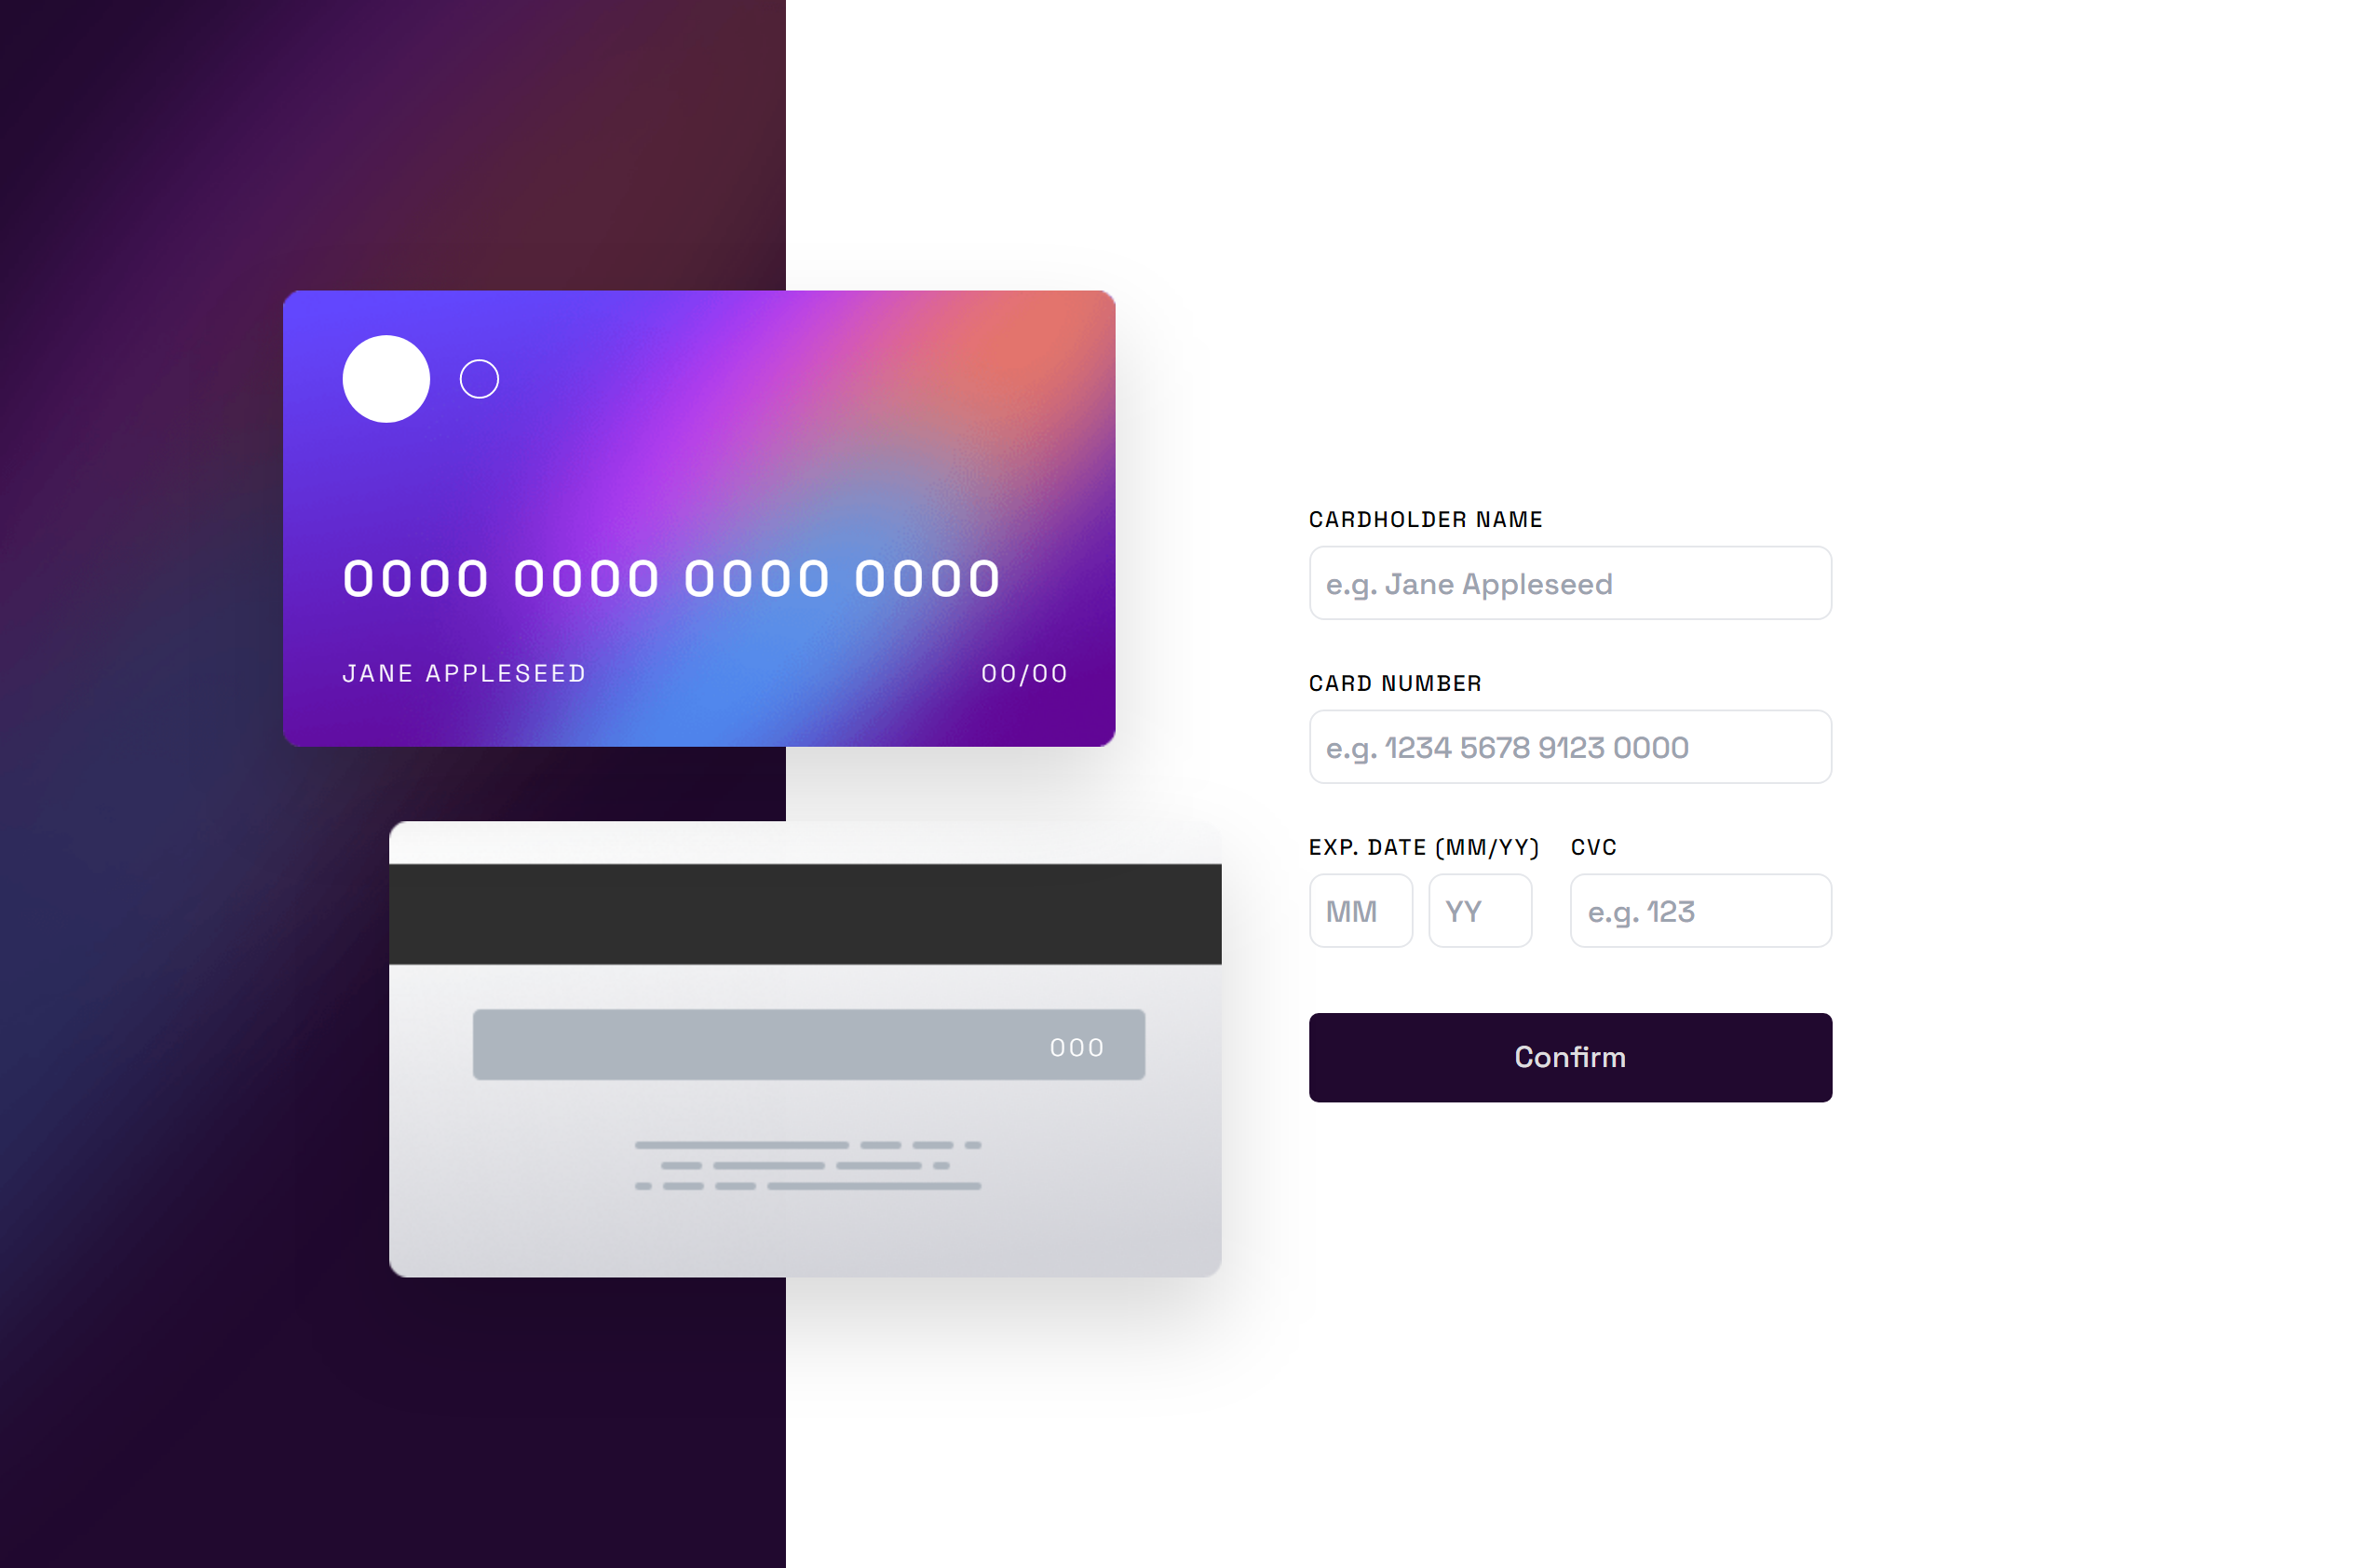 0000 0000 0000 0000
JANE APPLESEED 00/00
000
CARDHOLDER NAME
e.g. Jane Appleseed
CARD NUMBER
e.g. 1234 5678 9123 0000
EXP. DATE (MM/YY) CVC
MM YY e.g. 123
Confirm